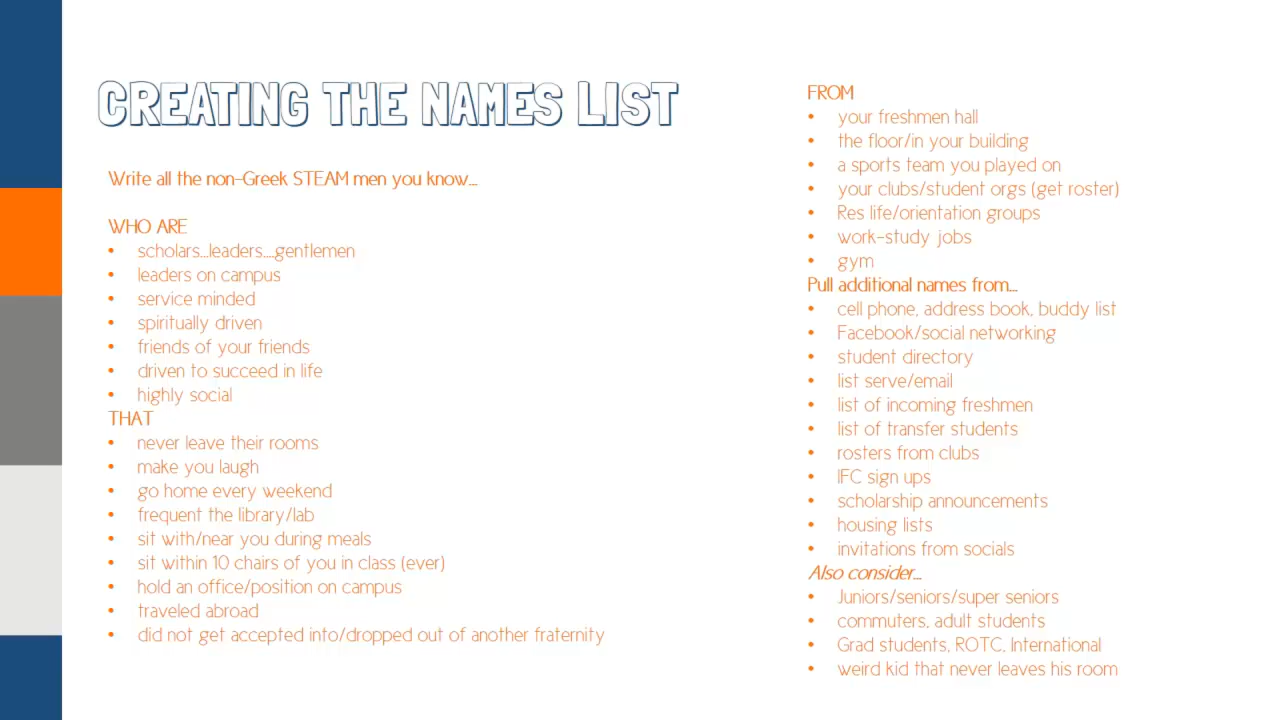 CREATING THE NAMES LIST
Write all the non-Greek STEAM men you know...
WHO ARE
• scholars...leaders....gentlemen
• leaders on campus
• service minded
• spiritually driven
• friends of your friends
• driven to succeed in life
• highly social
THAT
• never leave their rooms
• make you laugh
• go home every weekend
• frequent the library/lab
• sit with/near you during meals
• sit within 10 chairs of you in class (ever)
• hold an office/position on campus
• traveled abroad
• did not get accepted into/dropped out of another fraternity
FROM
• your freshmen hall
• the floor/in your building
• a sports team you played on
• your clubs/student orgs (get roster)
• Res life/orientation groups
• work-study jobs
• gym
Pull additional names from...
• cell phone, address book, buddy list
• Facebook/social networking
• student directory
• list serve/email
• list of incoming freshmen
• list of transfer students
• rosters from clubs
• IFC sign ups
• scholarship announcements
• housing lists
• invitations from socials
Also consider...
• Juniors/seniors/super seniors
• commuters, adult students
• Grad students, ROTC, International
• weird kid that never leaves his room